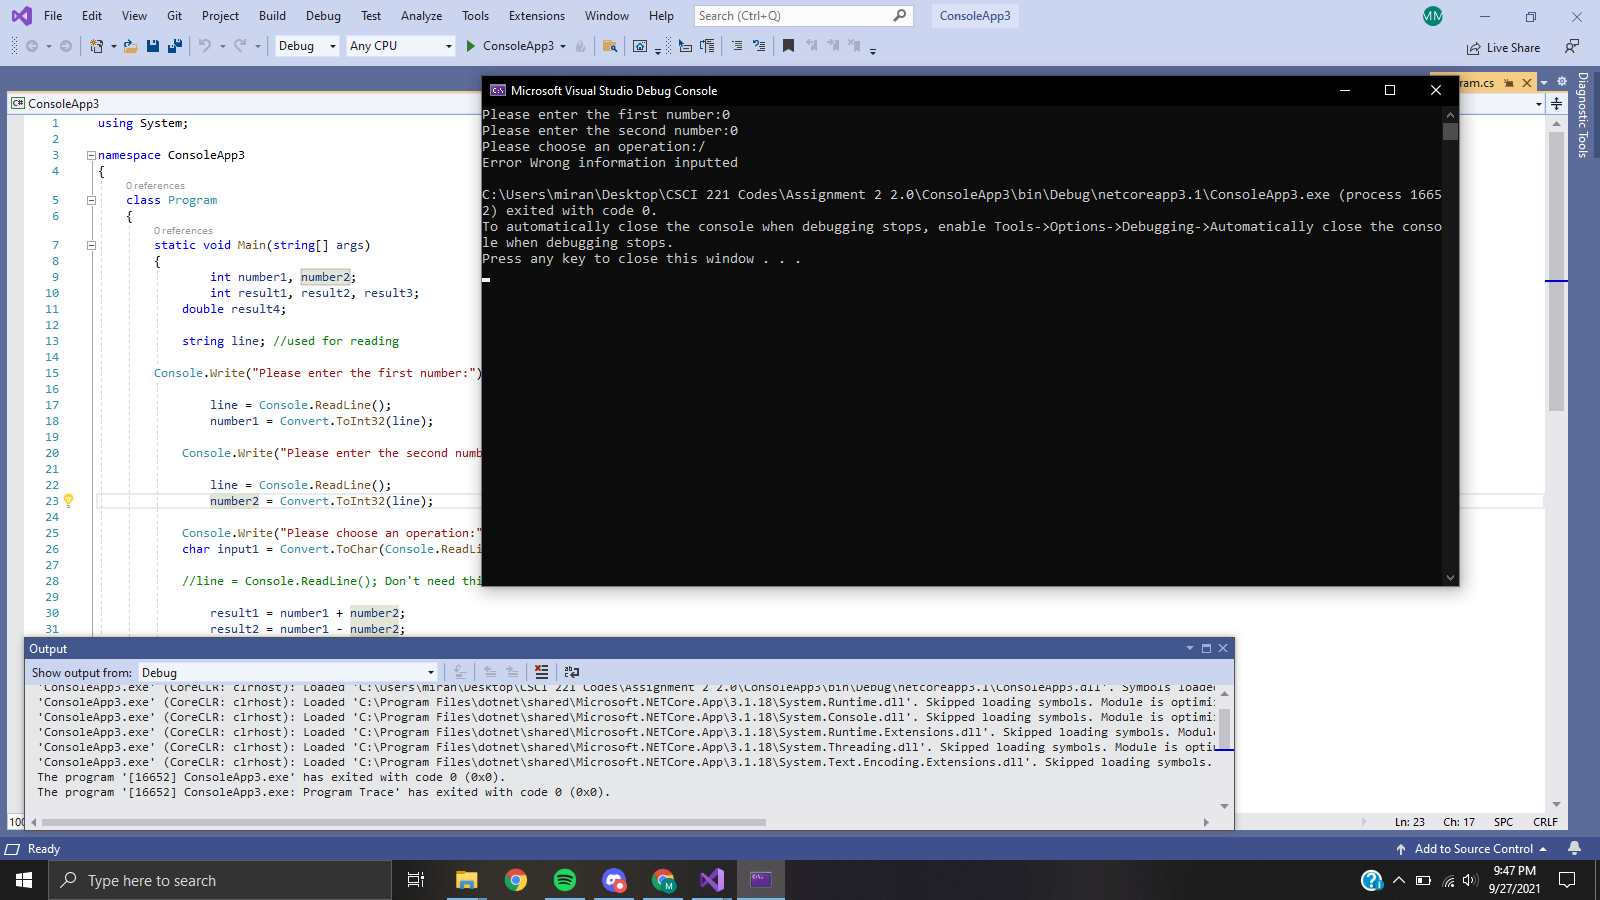 File Edit View Git Project Build Debug Test Analyze Tools Extensions Window Help Search (Ctrl+Q) ConsoleApp3 MM
Debug Any CPU ConsoleApp3 Live Share
ram.cs
Diagnostic Tools
C# ConsoleApp3
1 using System;
2
3 namespace ConsoleApp3
4 {
0 references
5 class Program
6 {
0 references
7 static void Main(string[] args)
8 {
9 int number1, number2;
10 int result1, result2, result3;
11 double result4;
12
13 string line; //used for reading
14
15 Console.Write("Please enter the first number:")
16
17 line = Console.ReadLine();
18 number1 = Convert.ToInt32(line);
19
20 Console.Write("Please enter the second numb
21
22 line = Console.ReadLine();
23 number2 = Convert.ToInt32(line);
24
25 Console.Write("Please choose an operation:"
26 char input1 = Convert.ToChar(Console.ReadLi
27
28 //line = Console.ReadLine(); Don't need thi
29
30 result1 = number1 + number2;
31 result2 = number1 - number2;
Microsoft Visual Studio Debug Console
Please enter the first number:0
Please enter the second number:0
Please choose an operation:/
Error Wrong information inputted
C:\Users\miran\Desktop\CSCI 221 Codes\Assignment 2 2.0\ConsoleApp3\bin\Debug\netcoreapp3.1\ConsoleApp3.exe (process 1665
2) exited with code 0.
To automatically close the console when debugging stops, enable Tools->Options->Debugging->Automatically close the conso
le when debugging stops.
Press any key to close this window . . .
Output
Show output from: Debug
'ConsoleApp3.exe' (CoreCLR: clrhost): Loaded 'C:\Users\miran\Desktop\CSCI 221 Codes\Assignment 2 2.0\ConsoleApp3\bin\Debug\netcoreapp3.1\ConsoleApp3.dll'. Symbols loade
'ConsoleApp3.exe' (CoreCLR: clrhost): Loaded 'C:\Program Files\dotnet\shared\Microsoft.NETCore.App\3.1.18\System.Runtime.dll'. Skipped loading symbols. Module is optimi
'ConsoleApp3.exe' (CoreCLR: clrhost): Loaded 'C:\Program Files\dotnet\shared\Microsoft.NETCore.App\3.1.18\System.Console.dll'. Skipped loading symbols. Module is optimi
'ConsoleApp3.exe' (CoreCLR: clrhost): Loaded 'C:\Program Files\dotnet\shared\Microsoft.NETCore.App\3.1.18\System.Runtime.Extensions.dll'. Skipped loading symbols. Modul
'ConsoleApp3.exe' (CoreCLR: clrhost): Loaded 'C:\Program Files\dotnet\shared\Microsoft.NETCore.App\3.1.18\System.Threading.dll'. Skipped loading symbols. Module is opti
'ConsoleApp3.exe' (CoreCLR: clrhost): Loaded 'C:\Program Files\dotnet\shared\Microsoft.NETCore.App\3.1.18\System.Text.Encoding.Extensions.dll'. Skipped loading symbols.
The program '[16652] ConsoleApp3.exe' has exited with code 0 (0x0).
The program '[16652] ConsoleApp3.exe: Program Trace' has exited with code 0 (0x0).
100 Ln: 23 Ch: 17 SPC CRLF
Ready Add to Source Control
Type here to search
9:47 PM
9/27/2021